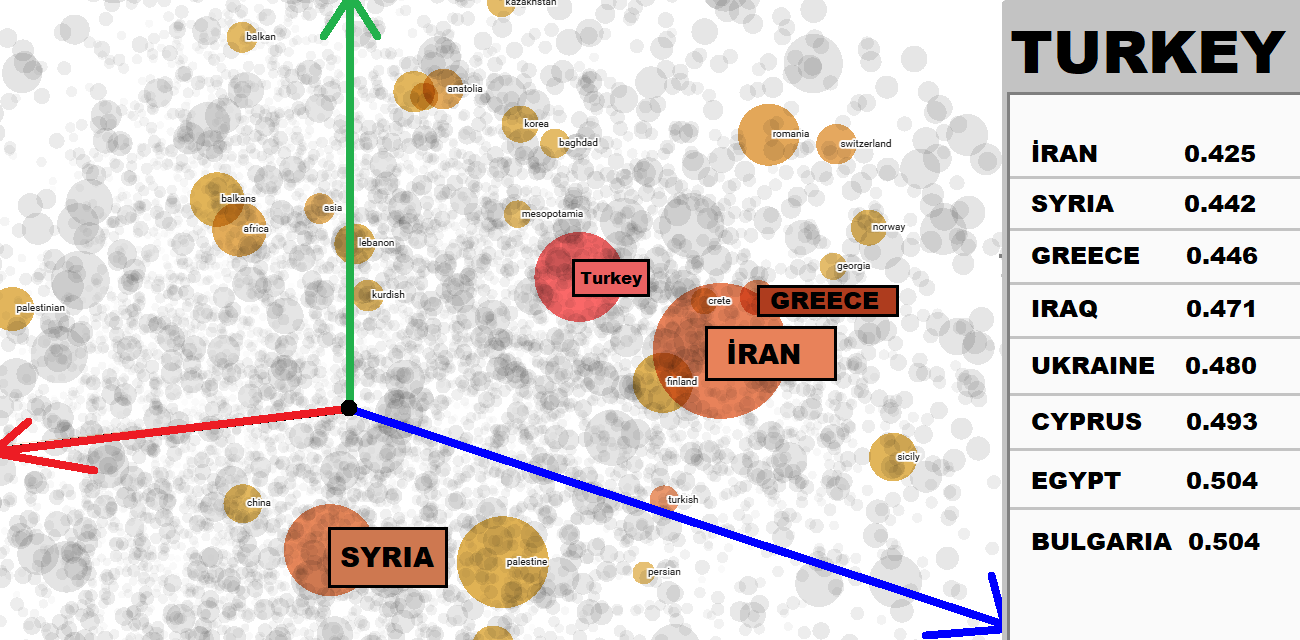 kazakhstan
balkan
anatolia
korea
baghdad
romania
switzerland
balkans
asia
africa
mesopotamia
norway
lebanon
georgia
Turkey
kurdish
crete
GREECE
palestinian
İRAN
finland
sicily
china
turkish
SYRIA
palestine
persian
TURKEY
İRAN 0.425
SYRIA 0.442
GREECE 0.446
IRAQ 0.471
UKRAINE 0.480
CYPRUS 0.493
EGYPT 0.504
BULGARIA 0.504